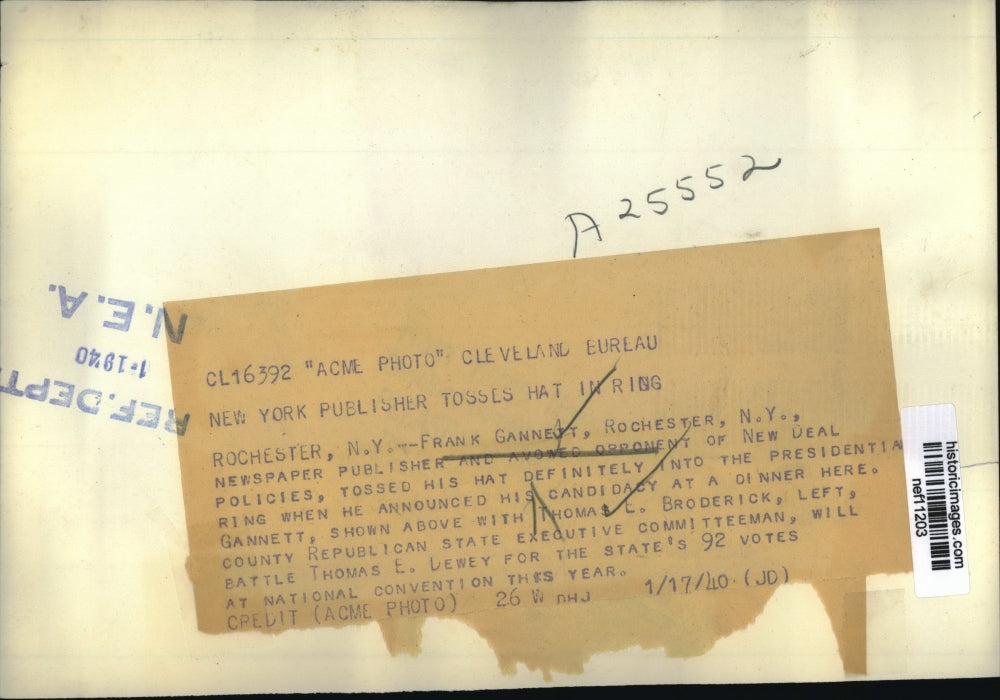 A 25552
N.E.A.
1-1940
REF. DEPT
CL16392 "ACME PHOTO" CLEVELAND BUREAU
NEW YORK PUBLISHER TOSSES HAT IN RING
ROCHESTER, N.Y.--FRANK GANNETT, ROCHESTER, N.Y.,
NEWSPAPER PUBLISHER AND AVOWED OPPONENT OF NEW DEAL
POLICIES, TOSSED HIS HAT DEFINITELY INTO THE PRESIDENTIA
RING WHEN HE ANNOUNCED HIS CANDIDACY AT A DINNER HERE.
GANNETT, SHOWN ABOVE WITH THOMAS E. BRODERICK, LEFT,
COUNTY REPUBLICAN STATE EXECUTIVE COMMITTEEMAN, WILL
BATTLE THOMAS E. DEWEY FOR THE STATE'S 92 VOTES
AT NATIONAL CONVENTION THIS YEAR.
CREDIT (ACME PHOTO) 26 W DHJ 1/17/40 (JD)
historicimages.com
nef11203